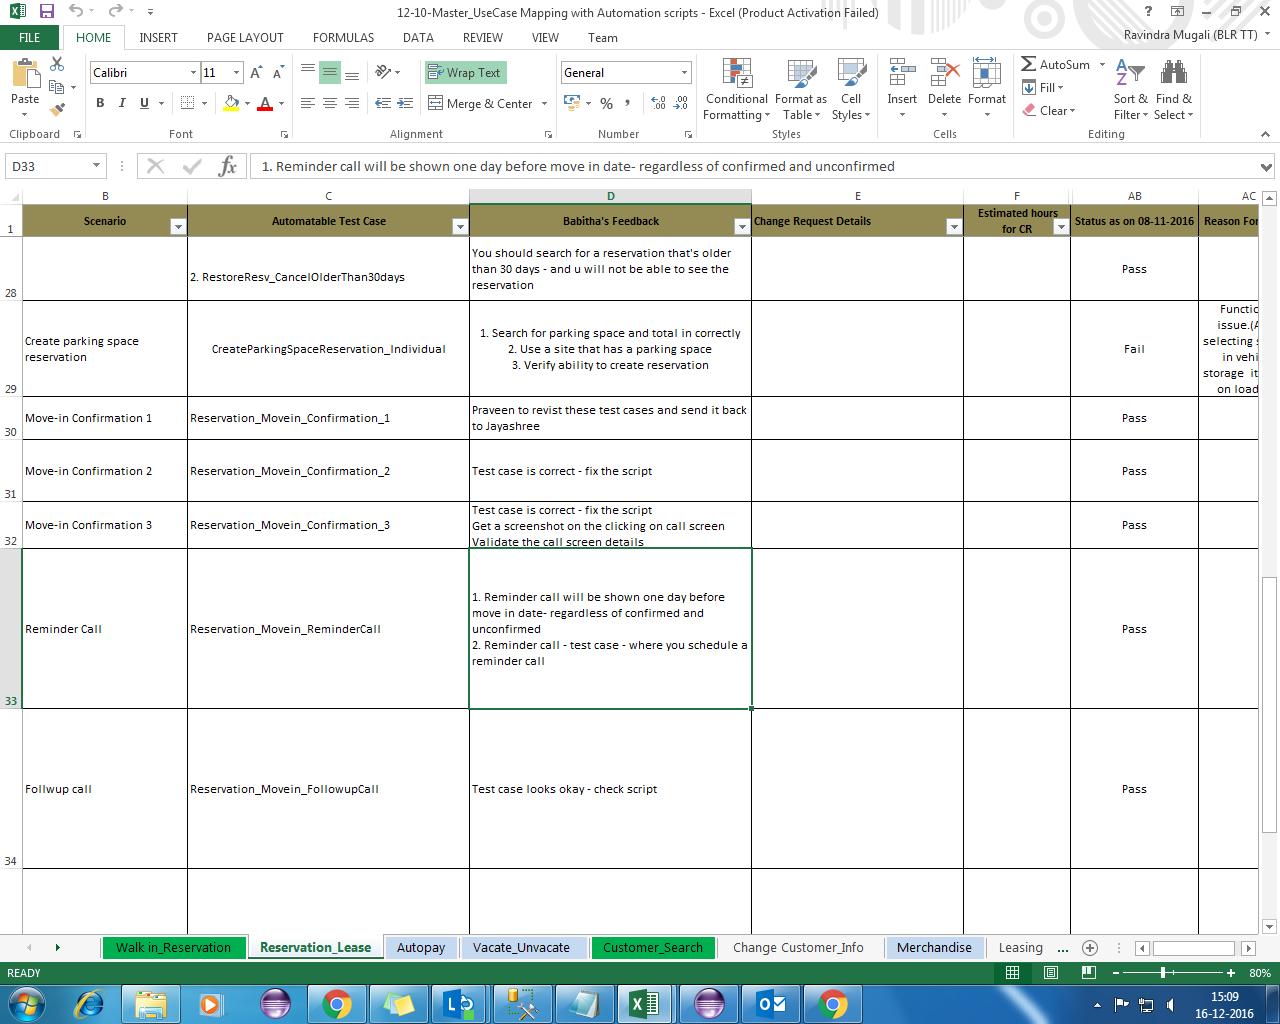 12-10-Master_UseCase Mapping with Automation scripts - Excel (Product Activation Failed)
FILE HOME INSERT PAGE LAYOUT FORMULAS DATA REVIEW VIEW Team
Ravindra Mugali (BLR TT)
Calibri 11 Wrap Text General
AutoSum
Fill
Clear
Paste
Merge & Center
Conditional Formatting
Format as Table
Cell Styles
Insert Delete Format
Sort & Filter
Find & Select
Clipboard Font Alignment Number Styles Cells Editing
D33 fx 1. Reminder call will be shown one day before move in date- regardless of confirmed and unconfirmed
B C D E F AB AC
1 Scenario Automatable Test Case Babitha's Feedback Change Request Details Estimated hours for CR Status as on 08-11-2016 Reason For
28
2. RestoreResv_CancelOlderThan30days
You should search for a reservation that's older
than 30 days - and u will not be able to see the
reservation
Pass
29
Create parking space
reservation
CreateParkingSpaceReservation_Individual
1. Search for parking space and total in correctly
2. Use a site that has a parking space
3. Verify ability to create reservation
Fail
Functio
issue.(A
selecting s
in vehi
storage it
on load
30
Move-in Confirmation 1
Reservation_Movein_Confirmation_1
Praveen to revist these test cases and send it back
to Jayashree
Pass
31
Move-in Confirmation 2
Reservation_Movein_Confirmation_2
Test case is correct - fix the script
Pass
32
Move-in Confirmation 3
Reservation_Movein_Confirmation_3
Test case is correct - fix the script
Get a screenshot on the clicking on call screen
Validate the call screen details
Pass
33
Reminder Call
Reservation_Movein_ReminderCall
1. Reminder call will be shown one day before
move in date- regardless of confirmed and
unconfirmed
2. Reminder call - test case - where you schedule a
reminder call
Pass
34
Follwup call
Reservation_Movein_FollowupCall
Test case looks okay - check script
Pass
Walk in_Reservation Reservation_Lease Autopay Vacate_Unvacate Customer_Search Change Customer_Info Merchandise Leasing ...
READY 80%
15:09
16-12-2016